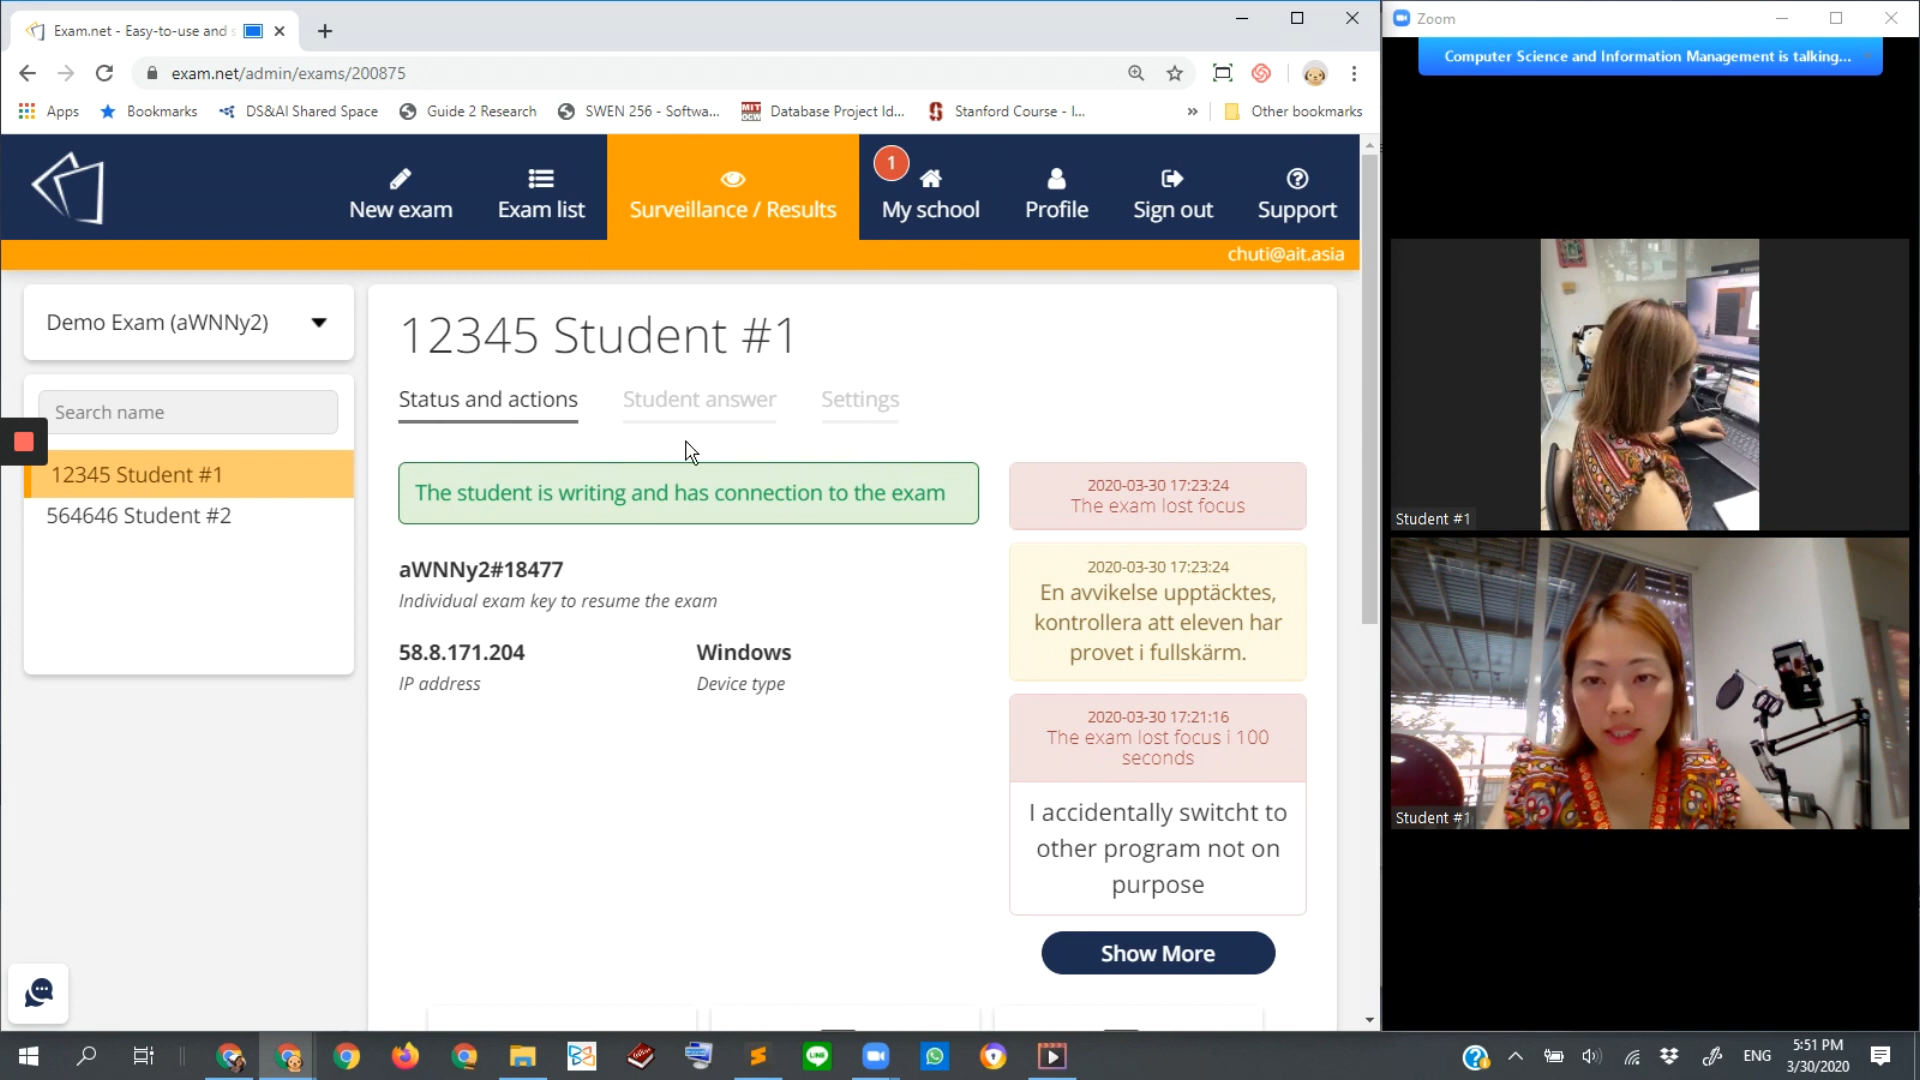 Exam.net - Easy-to-use and s
exam.net/admin/exams/200875
Apps
Bookmarks
DS&AI Shared Space
Guide 2 Research
SWEN 256 - Softwa...
Database Project Id...
Stanford Course - I...
»
Other bookmarks
New exam
Exam list
Surveillance / Results
1
My school
Profile
Sign out
Support
chuti@ait.asia
Demo Exam (aWNNy2)
Search name
12345 Student #1
564646 Student #2
12345 Student #1
Status and actions
Student answer
Settings
The student is writing and has connection to the exam
aWNNy2#18477
Individual exam key to resume the exam
58.8.171.204
IP address
Windows
Device type
2020-03-30 17:23:24
The exam lost focus
2020-03-30 17:23:24
En avvikelse upptäcktes,
kontrollera att eleven har
provet i fullskärm.
2020-03-30 17:21:16
The exam lost focus i 100
seconds
I accidentally switcht to
other program not on
purpose
Show More
Zoom
Computer Science and Information Management is talking...
Student #1
Student #1
ENG
5:51 PM
3/30/2020